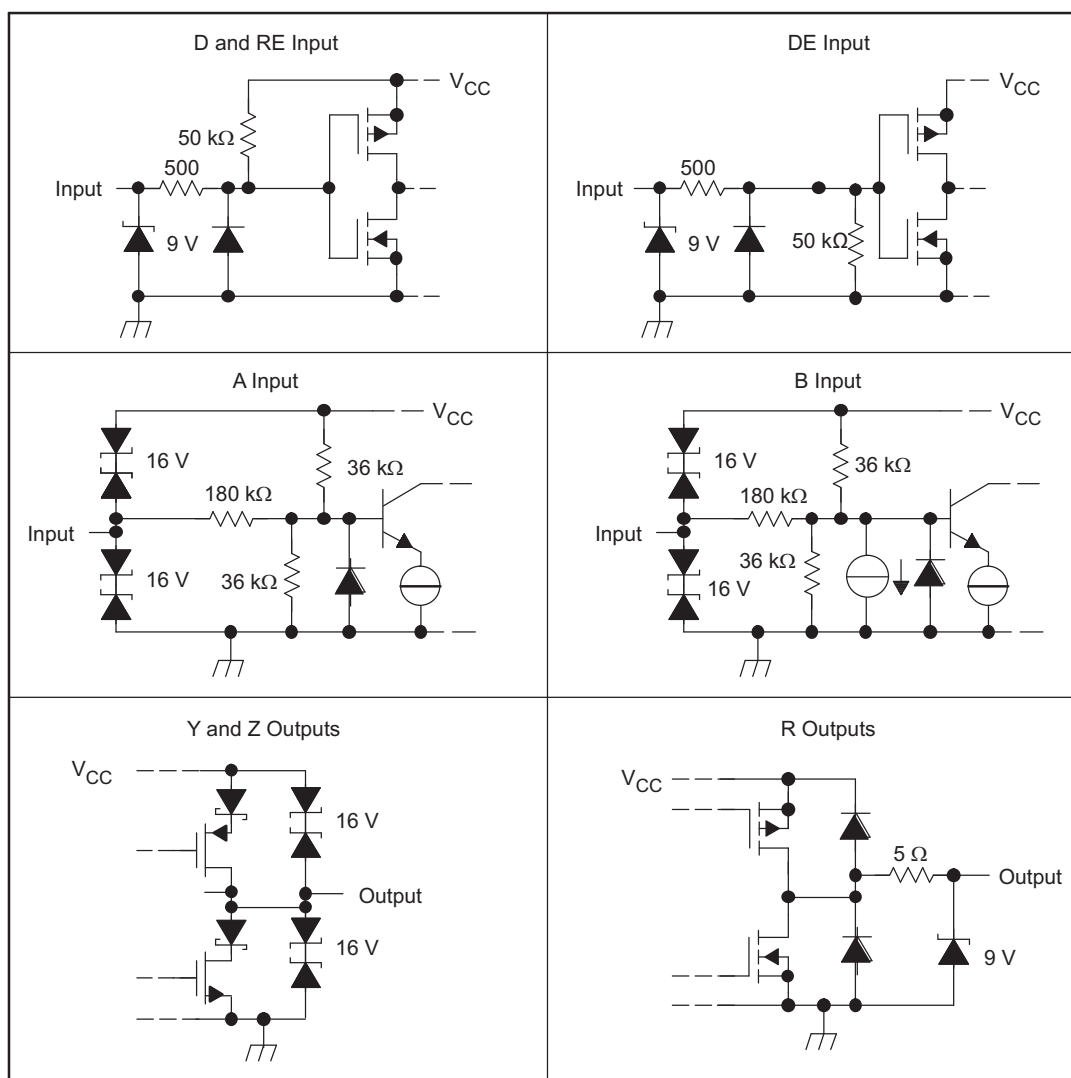 D and RE Input
V_CC
50 kΩ
500
Input
9 V
DE Input
V_CC
500
Input
50 kΩ
9 V
A Input
V_CC
16 V
36 kΩ
180 kΩ
Input
16 V
36 kΩ
B Input
V_CC
16 V
36 kΩ
180 kΩ
Input
36 kΩ
16 V
Y and Z Outputs
V_CC
16 V
Output
16 V
R Outputs
V_CC
5 Ω
Output
9 V